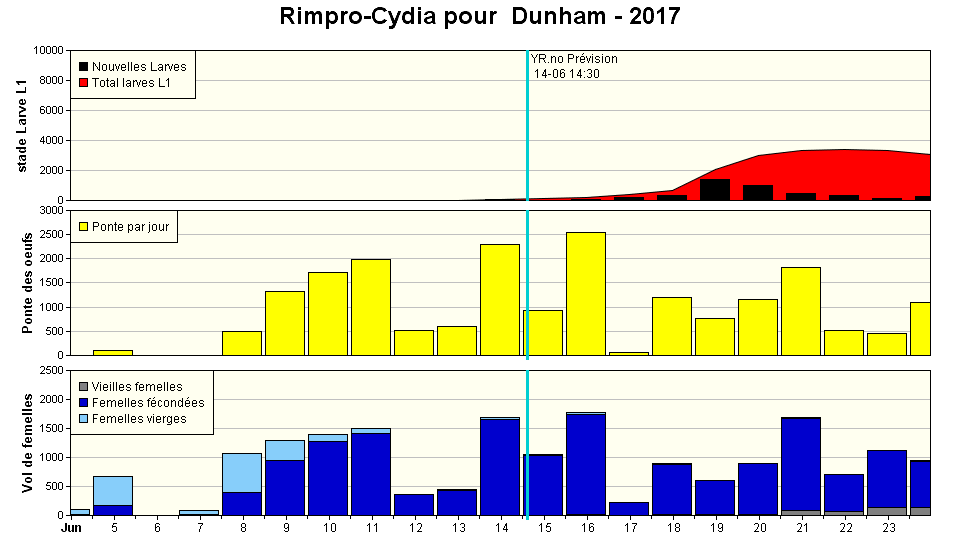 Rimpro-Cydia pour Dunham - 2017
stade Larve L1
10000
8000
6000
4000
2000
0
Nouvelles Larves
Total larves L1
YR.no Prévision
14-06 14:30
Ponte des oeufs
3000
2500
2000
1500
1000
500
0
Ponte par jour
Vol de femelles
2500
2000
1500
1000
500
0
Vieilles femelles
Femelles fécondées
Femelles vierges
Jun 5 6 7 8 9 10 11 12 13 14 15 16 17 18 19 20 21 22 23